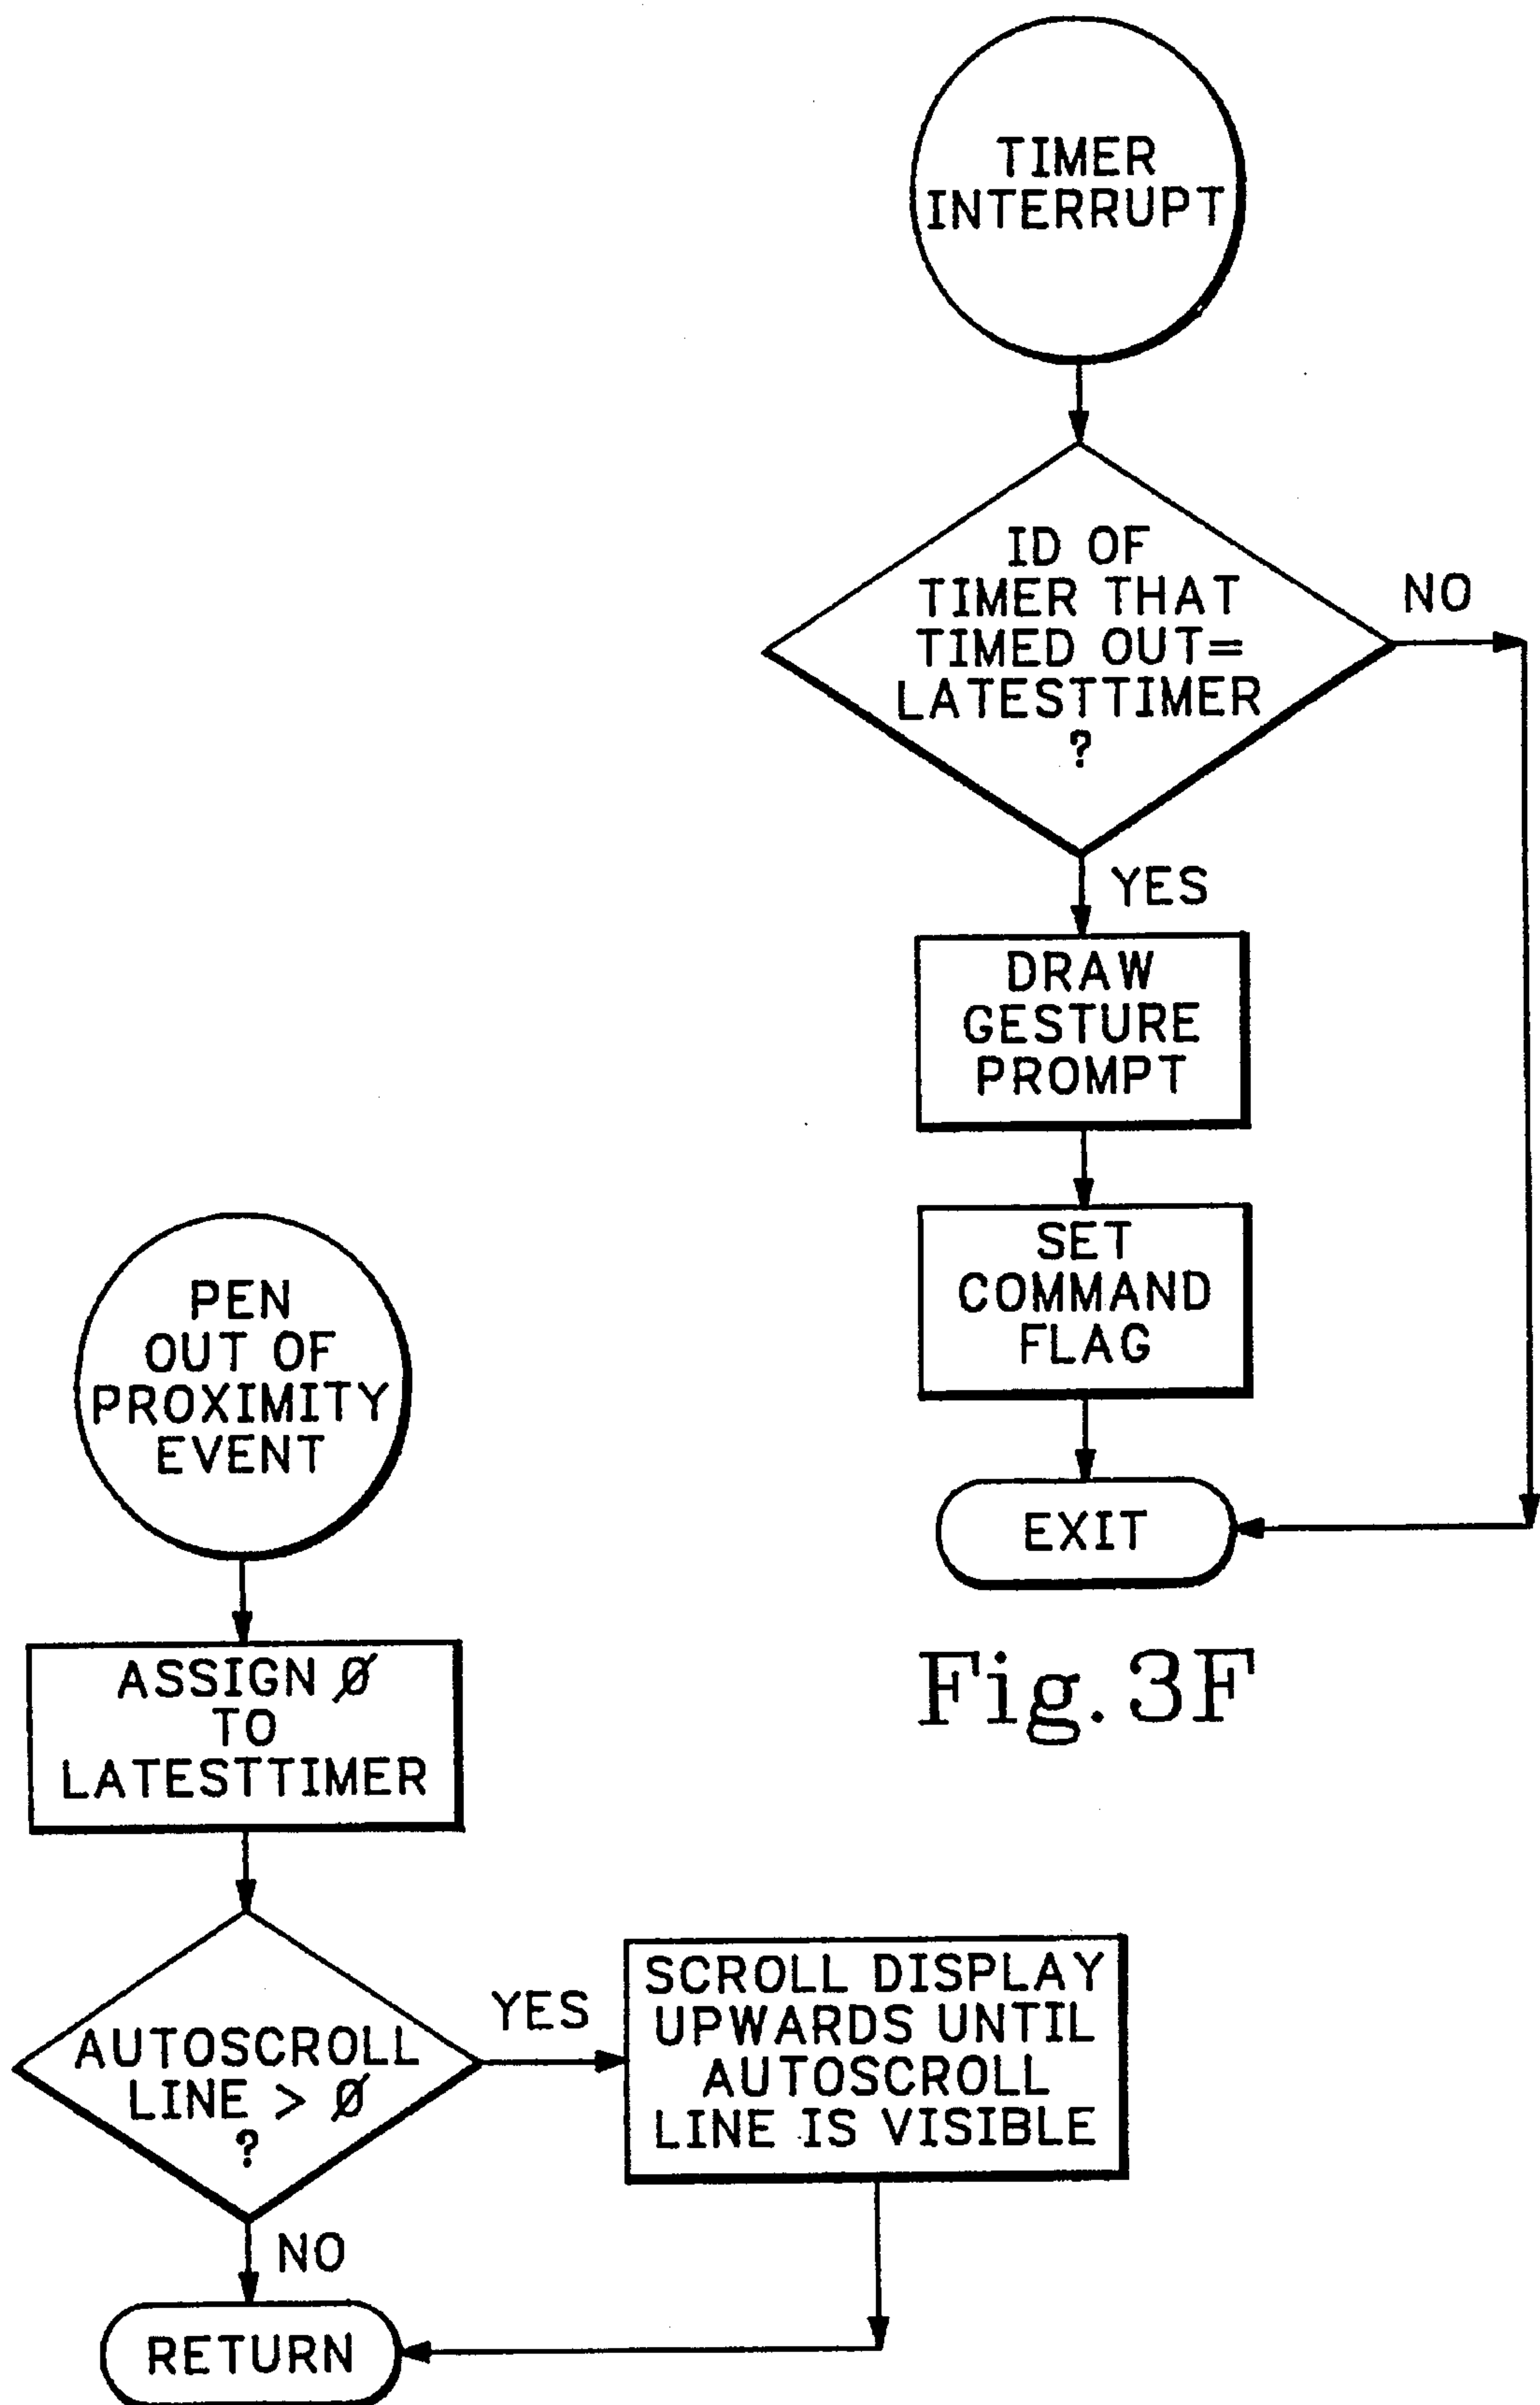 TIMER
INTERRUPT
ID OF
TIMER THAT
TIMED OUT=
LATESTTIMER
?
NO
YES
DRAW
GESTURE
PROMPT
SET
COMMAND
FLAG
EXIT
Fig. 3F
PEN
OUT OF
PROXIMITY
EVENT
ASSIGN Ø
TO
LATESTTIMER
AUTOSCROLL
LINE > Ø
?
YES
SCROLL DISPLAY
UPWARDS UNTIL
AUTOSCROLL
LINE IS VISIBLE
NO
RETURN